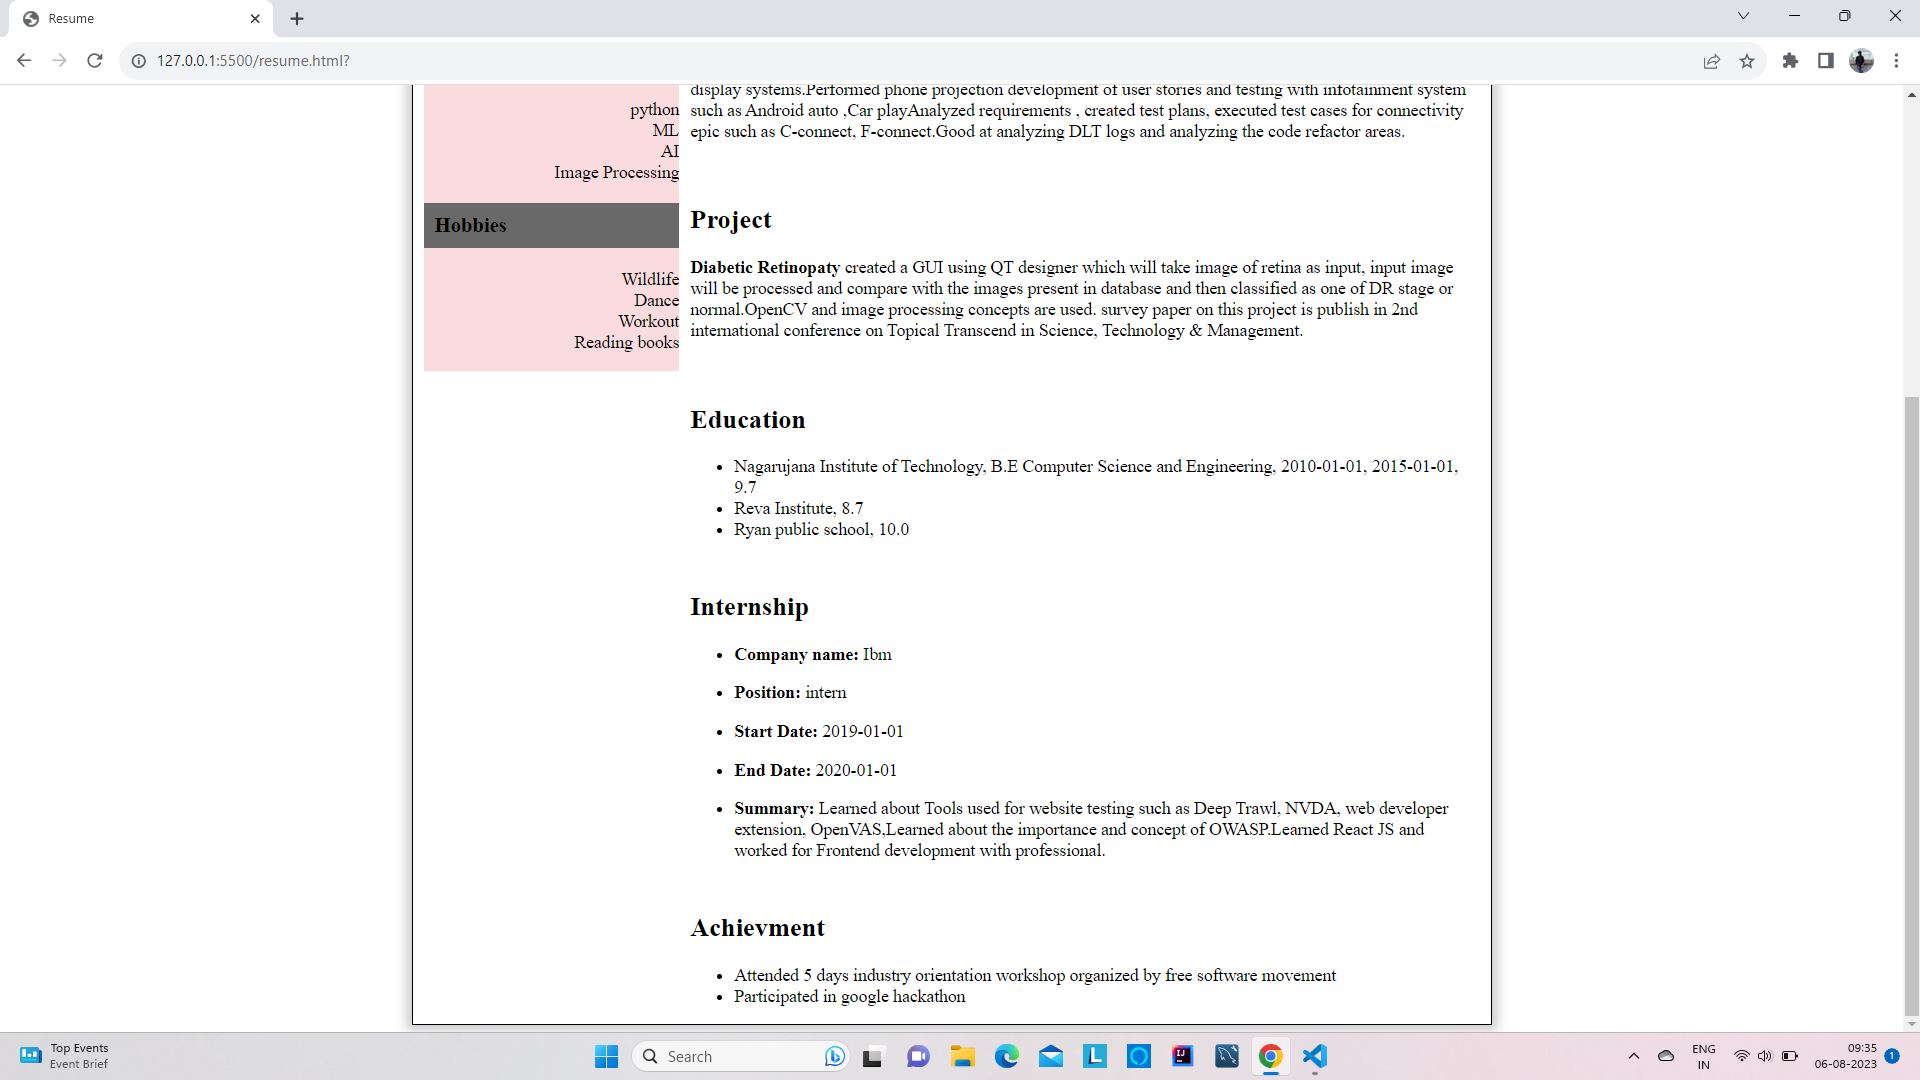 Resume
127.0.0.1:5500/resume.html?
python
ML
AI
Image Processing
Hobbies
Wildlife
Dance
Workout
Reading books
display systems.Performed phone projection development of user stories and testing with infotainment system
such as Android auto ,Car playAnalyzed requirements , created test plans, executed test cases for connectivity
epic such as C-connect, F-connect.Good at analyzing DLT logs and analyzing the code refactor areas.
Project
Diabetic Retinopaty created a GUI using QT designer which will take image of retina as input, input image
will be processed and compare with the images present in database and then classified as one of DR stage or
normal.OpenCV and image processing concepts are used. survey paper on this project is publish in 2nd
international conference on Topical Transcend in Science, Technology & Management.
Education
• Nagarujana Institute of Technology, B.E Computer Science and Engineering, 2010-01-01, 2015-01-01,
9.7
• Reva Institute, 8.7
• Ryan public school, 10.0
Internship
• Company name: Ibm
• Position: intern
• Start Date: 2019-01-01
• End Date: 2020-01-01
• Summary: Learned about Tools used for website testing such as Deep Trawl, NVDA, web developer
extension, OpenVAS,Learned about the importance and concept of OWASP.Learned React JS and
worked for Frontend development with professional.
Achievment
• Attended 5 days industry orientation workshop organized by free software movement
• Participated in google hackathon
Top Events
Event Brief
Search
L
IJ
ENG
IN
09:35
06-08-2023
1